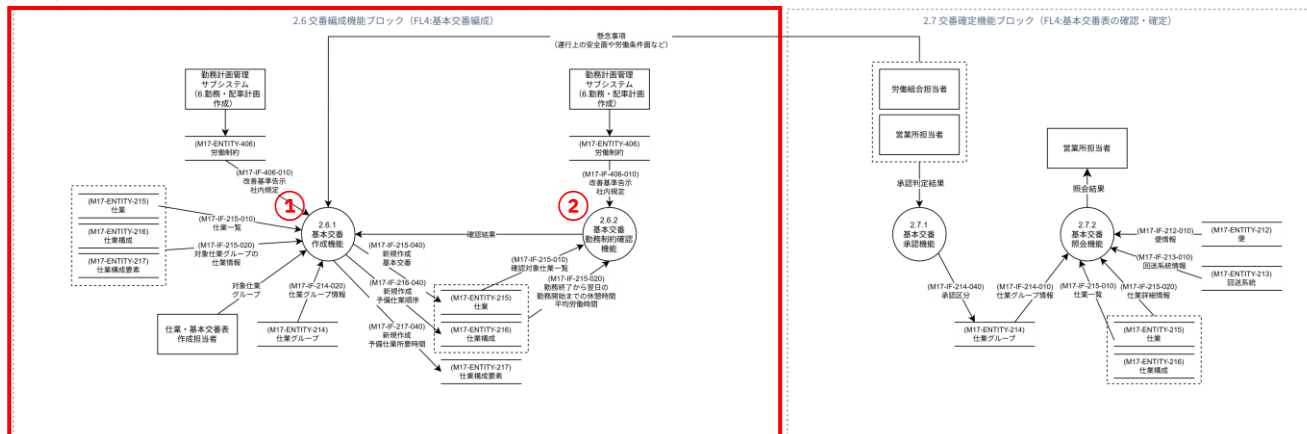 2.6 交番編成機能ブロック（FL4:基本交番編成）
懸念事項
（運行上の安全面や労働条件面など）
勤務計画管理
サブシステム
（6.勤務・配車計画
作成）
(M17-ENTITY-406)
労働制約
(M17-IF-406-010)
改善基準告示
社内規定
①
(M17-ENTITY-215)
仕業
(M17-ENTITY-216)
仕業構成
(M17-ENTITY-217)
仕業構成要素
(M17-IF-215-010)
仕業一覧
(M17-IF-215-020)
対象仕業グループの
仕業情報
2.6.1
基本交番
作成機能
対象仕業
グループ
仕業・基本交番表
作成担当者
(M17-IF-214-020)
仕業グループ情報
(M17-ENTITY-214)
仕業グループ
確認結果
(M17-IF-215-040)
新規作成
基本交番
(M17-IF-216-040)
新規作成
予備仕業順序
(M17-IF-217-040)
新規作成
予備仕業所要時間
(M17-ENTITY-215)
仕業
(M17-ENTITY-216)
仕業構成
(M17-ENTITY-217)
仕業構成要素
勤務計画管理
サブシステム
（6.勤務・配車計画
作成）
(M17-ENTITY-406)
労働制約
(M17-IF-406-010)
改善基準告示
社内規定
②
2.6.2
基本交番
勤務制約確認
機能
(M17-IF-215-010)
確認対象仕業一覧
(M17-IF-215-020)
勤務終了から翌日の
勤務開始までの休憩時間
平均労働時間
2.7 交番確定機能ブロック（FL4:基本交番表の確認・確定）
労働組合担当者
営業所担当者
承認判定結果
2.7.1
基本交番
承認機能
(M17-IF-214-040)
承認区分
(M17-ENTITY-214)
仕業グループ
営業所担当者
照会結果
2.7.2
基本交番
照会機能
(M17-IF-214-010)
仕業グループ情報
(M17-IF-212-010)
便情報
(M17-ENTITY-212)
便
(M17-IF-213-010)
回送系統情報
(M17-ENTITY-213)
回送系統
(M17-IF-215-010)
仕業一覧
(M17-IF-215-020)
仕業詳細情報
(M17-ENTITY-215)
仕業
(M17-ENTITY-216)
仕業構成